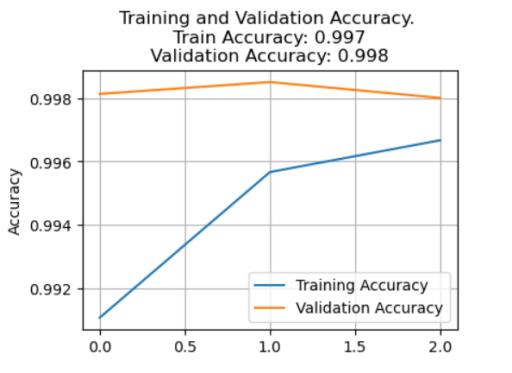 Training and Validation Accuracy.
Train Accuracy: 0.997
Validation Accuracy: 0.998
0.998
0.996
0.994
0.992
Accuracy
Training Accuracy
Validation Accuracy
0.0 0.5 1.0 1.5 2.0